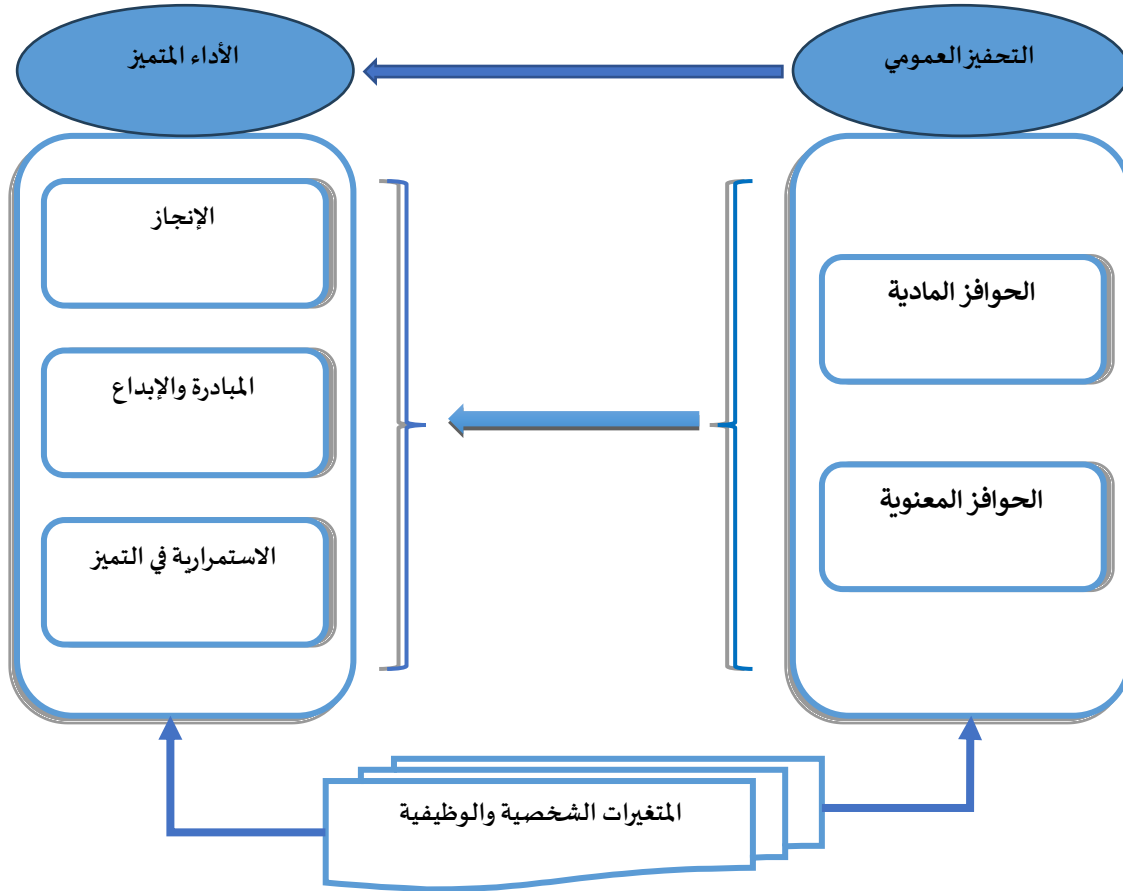 التحفيز العمومي
الأداء المتميز
الحوافز المادية
الحوافز المعنوية
الإنجاز
المبادرة والإبداع
الاستمرارية في التميز
المتغيرات الشخصية والوظيفية